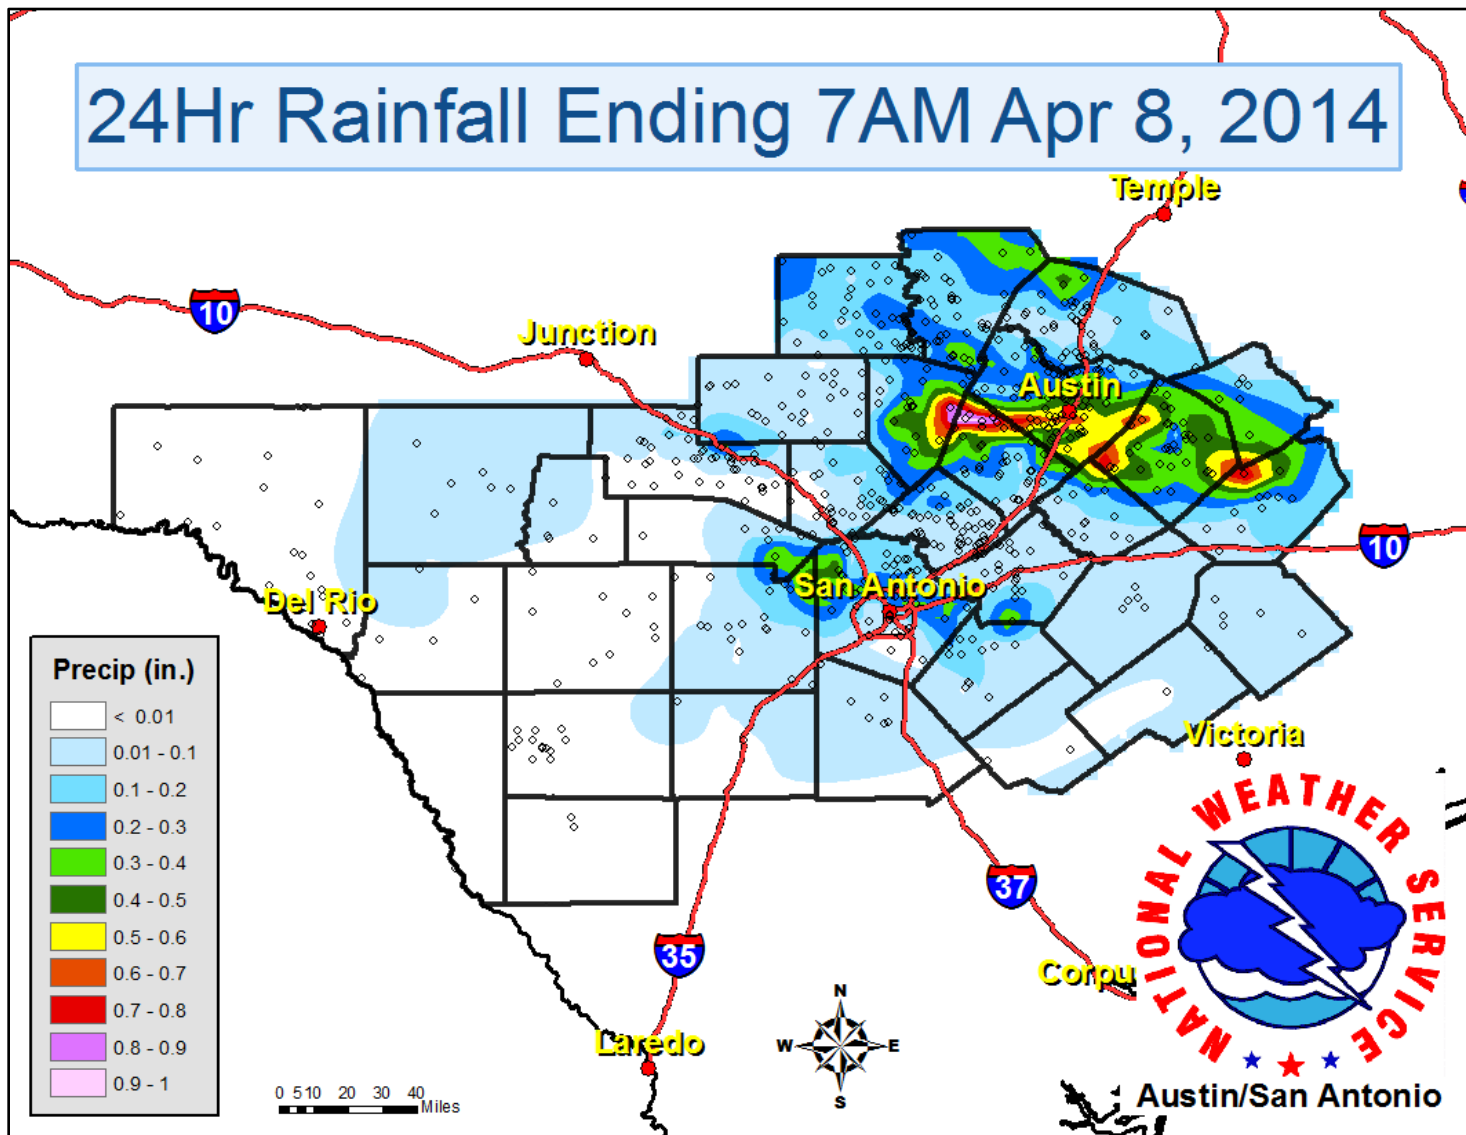 24Hr Rainfall Ending 7AM Apr 8, 2014
Temple
10
Junction
Austin
10
San Antonio
Del Rio
Precip (in.)
< 0.01
0.01 - 0.1
0.1 - 0.2
0.2 - 0.3
0.3 - 0.4
0.4 - 0.5
0.5 - 0.6
0.6 - 0.7
0.7 - 0.8
0.8 - 0.9
0.9 - 1
Victoria
37
35
Corpu
Laredo
N
W E
S
0 5 10 20 30 40
Miles
NATIONAL WEATHER SERVICE
Austin/San Antonio